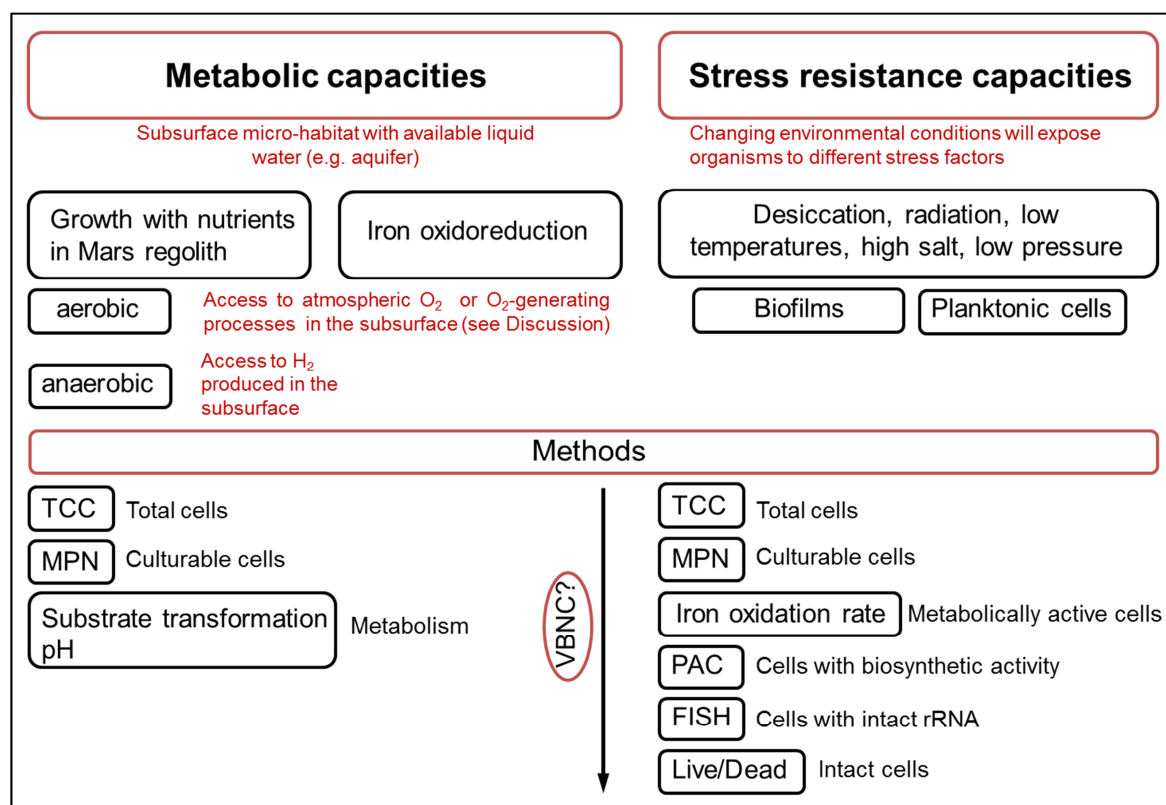 Metabolic capacities
Subsurface micro-habitat with available liquid
water (e.g. aquifer)
Growth with nutrients
in Mars regolith
Iron oxidoreduction
aerobic
Access to atmospheric O₂ or O₂-generating
processes in the subsurface (see Discussion)
anaerobic
Access to H₂
produced in the
subsurface
Stress resistance capacities
Changing environmental conditions will expose
organisms to different stress factors
Desiccation, radiation, low
temperatures, high salt, low pressure
Biofilms
Planktonic cells
Methods
TCC Total cells
MPN Culturable cells
Substrate transformation
pH
Metabolism
VBNC?
TCC Total cells
MPN Culturable cells
Iron oxidation rate Metabolically active cells
PAC Cells with biosynthetic activity
FISH Cells with intact rRNA
Live/Dead Intact cells